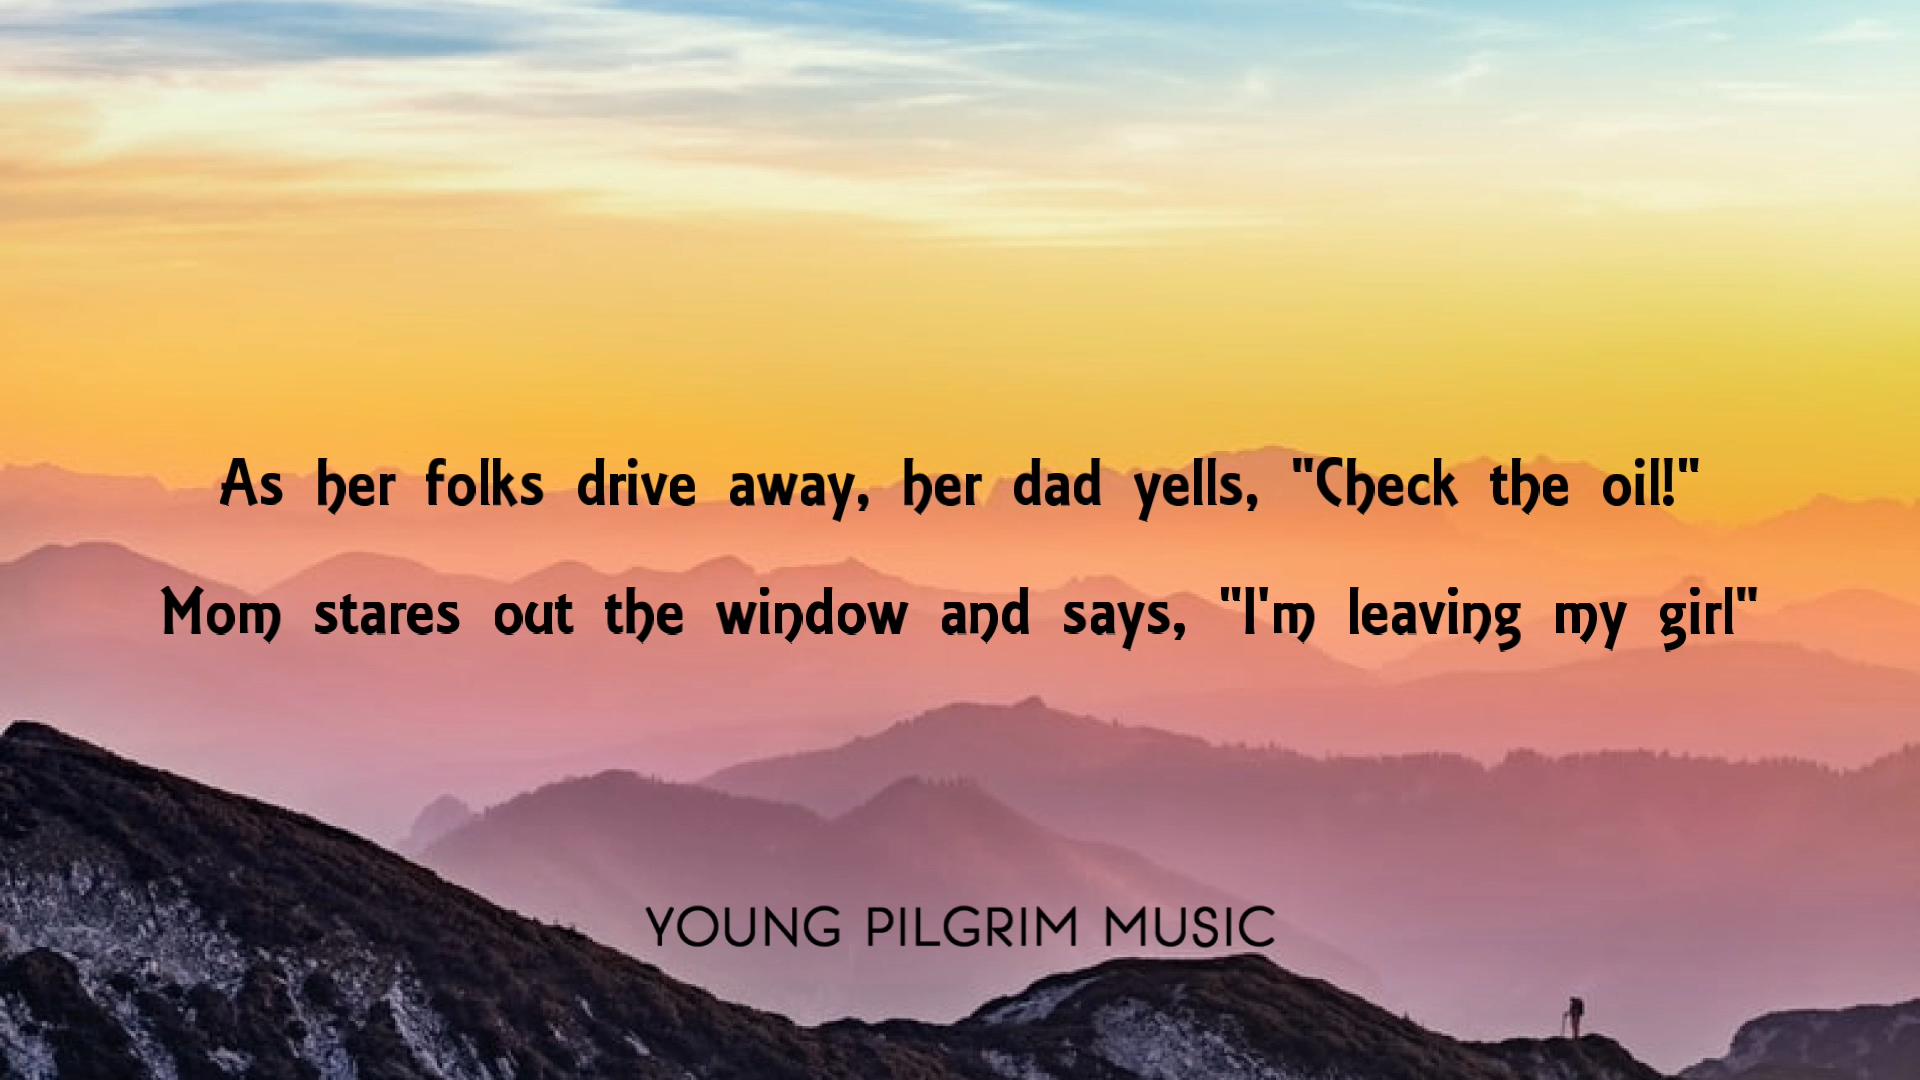 As her folks drive away, her dad yells, "Check the oil!"
Mom stares out the window and says, "I'm leaving my girl"
YOUNG PILGRIM MUSIC